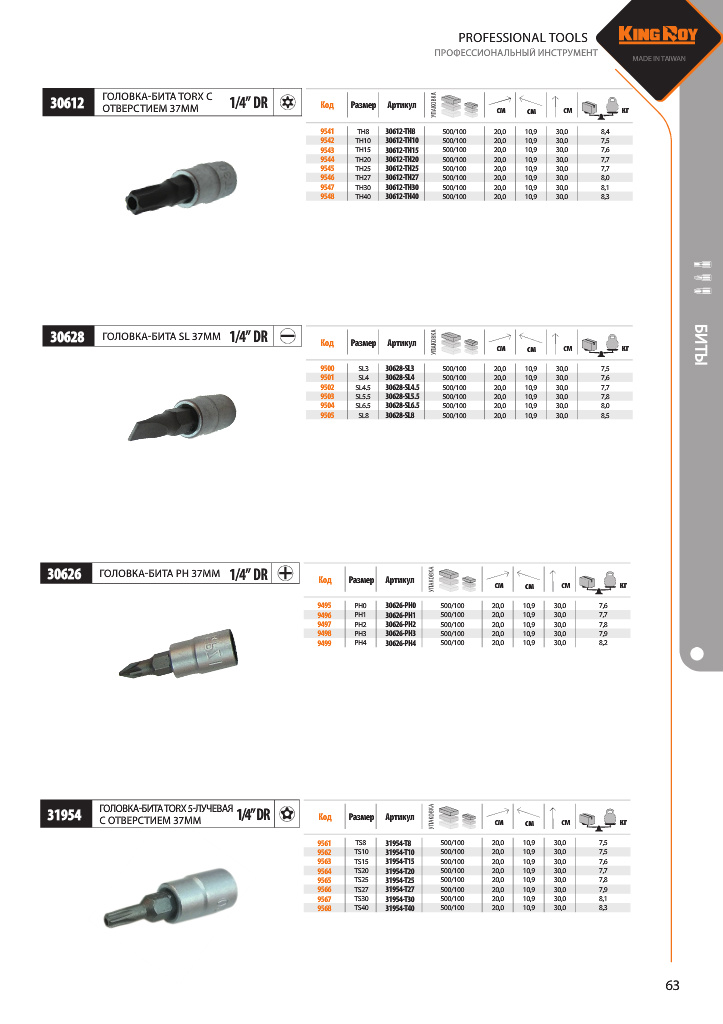 PROFESSIONAL TOOLS
ПРОФЕССИОНАЛЬНЫЙ ИНСТРУМЕНТ
KING ROY
MADE IN TAIWAN
БИТЫ
30612 ГОЛОВКА-БИТА TORX С
ОТВЕРСТИЕМ 37ММ 1/4” DR
Код Размер Артикул УПАКОВКА СМ СМ СМ КГ
9541 TH8 30612-TH8 500/100 20,0 10,9 30,0 8,4
9542 TH10 30612-TH10 500/100 20,0 10,9 30,0 7,5
9543 TH15 30612-TH15 500/100 20,0 10,9 30,0 7,6
9544 TH20 30612-TH20 500/100 20,0 10,9 30,0 7,7
9545 TH25 30612-TH25 500/100 20,0 10,9 30,0 7,7
9546 TH27 30612-TH27 500/100 20,0 10,9 30,0 8,0
9547 TH30 30612-TH30 500/100 20,0 10,9 30,0 8,1
9548 TH40 30612-TH40 500/100 20,0 10,9 30,0 8,3
30628 ГОЛОВКА-БИТА SL 37ММ 1/4” DR
Код Размер Артикул УПАКОВКА СМ СМ СМ КГ
9500 SL3 30628-SL3 500/100 20,0 10,9 30,0 7,5
9501 SL4 30628-SL4 500/100 20,0 10,9 30,0 7,6
9502 SL4.5 30628-SL4.5 500/100 20,0 10,9 30,0 7,7
9503 SL5.5 30628-SL5.5 500/100 20,0 10,9 30,0 7,8
9504 SL6.5 30628-SL6.5 500/100 20,0 10,9 30,0 8,0
9505 SL8 30628-SL8 500/100 20,0 10,9 30,0 8,5
30626 ГОЛОВКА-БИТА PH 37ММ 1/4” DR
Код Размер Артикул УПАКОВКА СМ СМ СМ КГ
9495 PH0 30626-PH0 500/100 20,0 10,9 30,0 7,6
9496 PH1 30626-PH1 500/100 20,0 10,9 30,0 7,7
9497 PH2 30626-PH2 500/100 20,0 10,9 30,0 7,8
9498 PH3 30626-PH3 500/100 20,0 10,9 30,0 7,9
9499 PH4 30626-PH4 500/100 20,0 10,9 30,0 8,2
31954 ГОЛОВКА-БИТА TORX 5-ЛУЧЕВАЯ
С ОТВЕРСТИЕМ 37ММ 1/4” DR
Код Размер Артикул УПАКОВКА СМ СМ СМ КГ
9561 TS8 31954-T8 500/100 20,0 10,9 30,0 7,5
9562 TS10 31954-T10 500/100 20,0 10,9 30,0 7,5
9563 TS15 31954-T15 500/100 20,0 10,9 30,0 7,6
9564 TS20 31954-T20 500/100 20,0 10,9 30,0 7,7
9565 TS25 31954-T25 500/100 20,0 10,9 30,0 7,8
9566 TS27 31954-T27 500/100 20,0 10,9 30,0 7,9
9567 TS30 31954-T30 500/100 20,0 10,9 30,0 8,1
9568 TS40 31954-T40 500/100 20,0 10,9 30,0 8,3
63